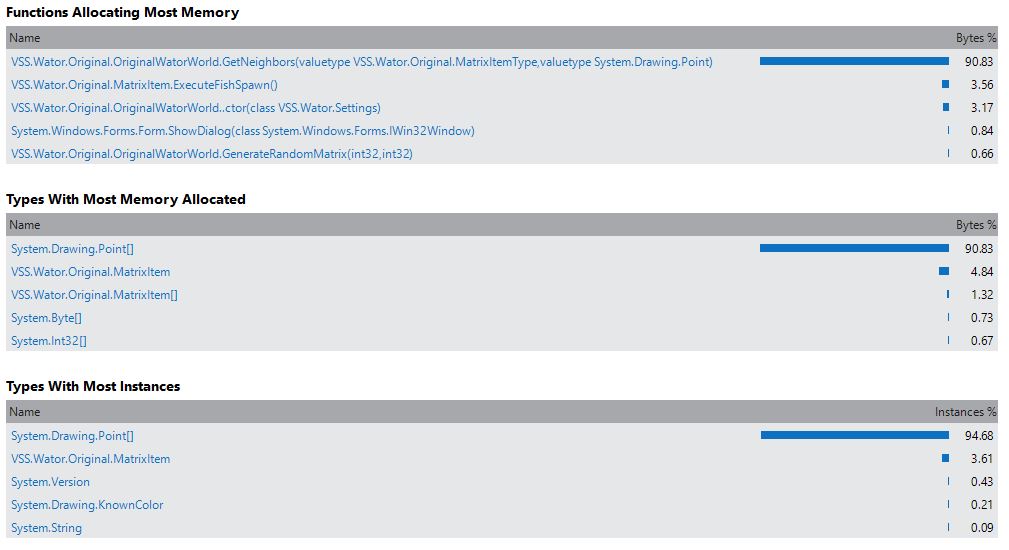 Functions Allocating Most Memory
Name Bytes %
VSS.Wator.Original.OriginalWatorWorld.GetNeighbors(valuetype VSS.Wator.Original.MatrixItemType,valuetype System.Drawing.Point) 90.83
VSS.Wator.Original.MatrixItem.ExecuteFishSpawn() 3.56
VSS.Wator.Original.OriginalWatorWorld..ctor(class VSS.Wator.Settings) 3.17
System.Windows.Forms.Form.ShowDialog(class System.Windows.Forms.IWin32Window) 0.84
VSS.Wator.Original.OriginalWatorWorld.GenerateRandomMatrix(int32,int32) 0.66
Types With Most Memory Allocated
Name Bytes %
System.Drawing.Point[] 90.83
VSS.Wator.Original.MatrixItem 4.84
VSS.Wator.Original.MatrixItem[] 1.32
System.Byte[] 0.73
System.Int32[] 0.67
Types With Most Instances
Name Instances %
System.Drawing.Point[] 94.68
VSS.Wator.Original.MatrixItem 3.61
System.Version 0.43
System.Drawing.KnownColor 0.21
System.String 0.09